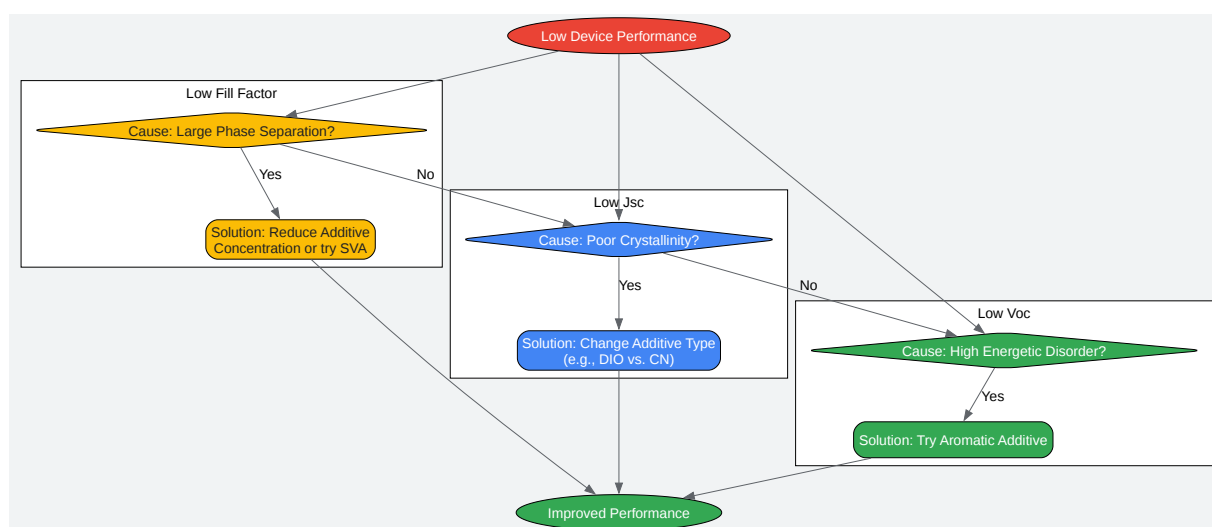 Low Device Performance
Low Fill Factor
Cause: Large Phase Separation?
Yes
No
Solution: Reduce Additive
Concentration or try SVA
Low Jsc
Cause: Poor Crystallinity?
Yes
No
Solution: Change Additive Type
(e.g., DIO vs. CN)
Low Voc
Cause: High Energetic Disorder?
Yes
Solution: Try Aromatic Additive
Improved Performance